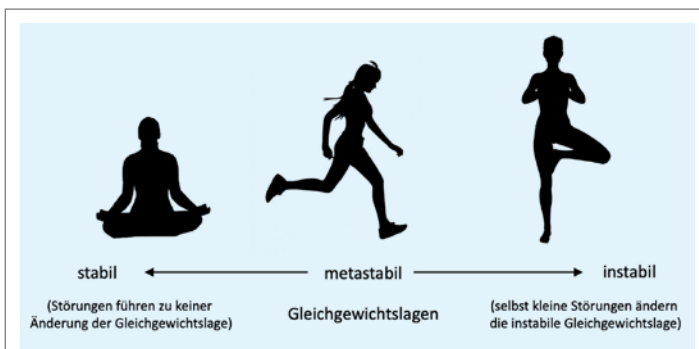 stabil
metastabil
instabil
(Störungen führen zu keiner
Änderung der Gleichgewichtslage)
Gleichgewichtslagen
(selbst kleine Störungen ändern
die instabile Gleichgewichtslage)